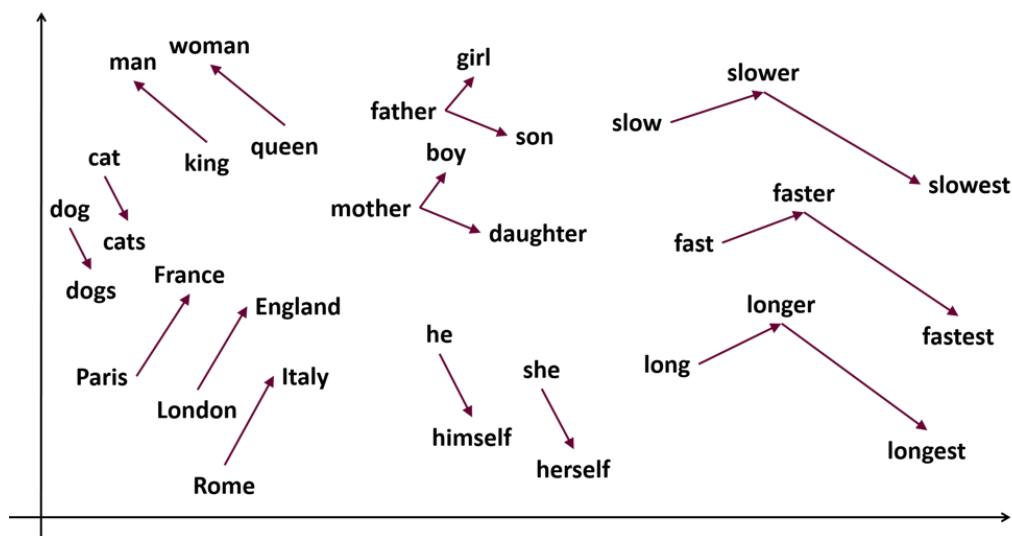 man
woman
king
queen
cat
cats
dog
dogs
France
Paris
England
London
Italy
Rome
girl
father
son
boy
mother
daughter
he
himself
she
herself
slower
slow
slowest
faster
fast
fastest
longer
long
longest